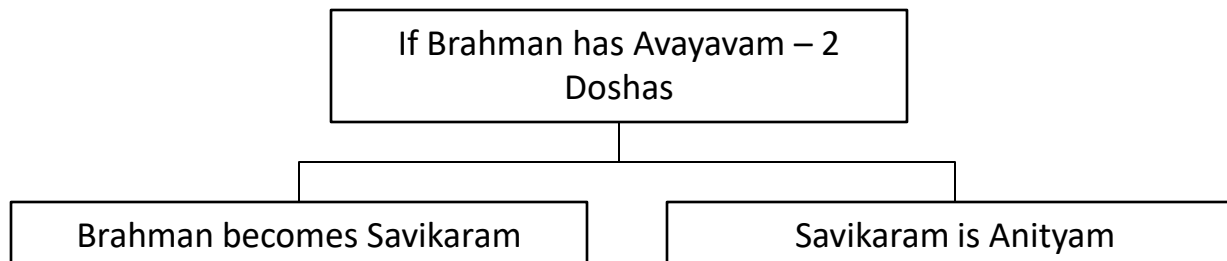 If Brahman has Avayavam – 2
Doshas
Brahman becomes Savikaram
Savikaram is Anityam